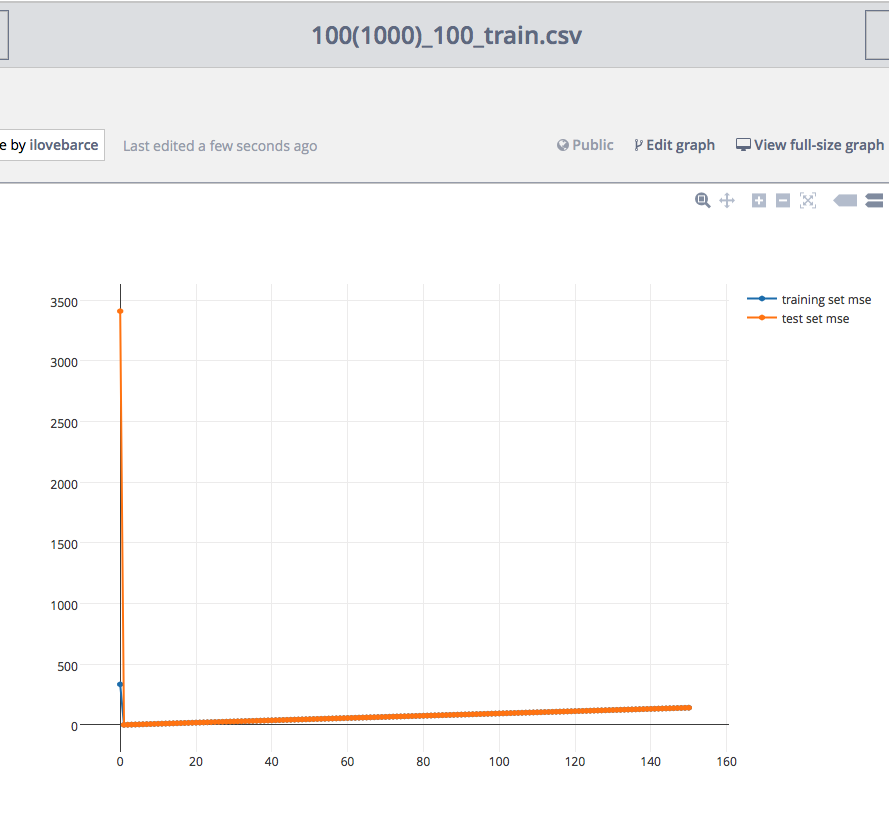 100(1000)_100_train.csv
e by ilovebarce
Last edited a few seconds ago
Public
Edit graph
View full-size graph
training set mse
test set mse
3500
3000
2500
2000
1500
1000
500
0
0 20 40 60 80 100 120 140 160